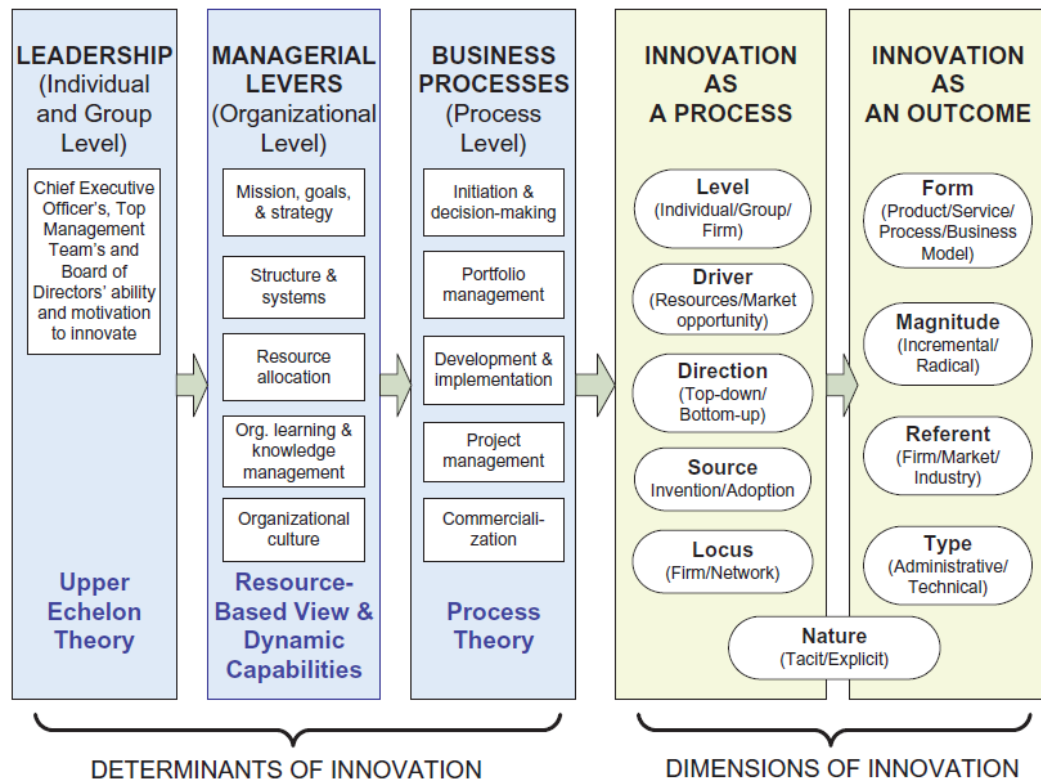 LEADERSHIP
(Individual
and Group
Level)
Chief Executive
Officer's, Top
Management
Team's and
Board of
Directors' ability
and motivation
to innovate
Upper
Echelon
Theory
MANAGERIAL
LEVERS
(Organizational
Level)
Mission, goals,
& strategy
Structure &
systems
Resource
allocation
Org. learning &
knowledge
management
Organizational
culture
Resource-
Based View &
Dynamic
Capabilities
BUSINESS
PROCESSES
(Process
Level)
Initiation &
decision-making
Portfolio
management
Development &
implementation
Project
management
Commerciali-
zation
Process
Theory
INNOVATION
AS
A PROCESS
Level
(Individual/Group/
Firm)
Driver
(Resources/Market
opportunity)
Direction
(Top-down/
Bottom-up)
Source
Invention/Adoption
Locus
(Firm/Network)
INNOVATION
AS
AN OUTCOME
Form
(Product/Service/
Process/Business
Model)
Magnitude
(Incremental/
Radical)
Referent
(Firm/Market/
Industry)
Type
(Administrative/
Technical)
Nature
(Tacit/Explicit)
DETERMINANTS OF INNOVATION
DIMENSIONS OF INNOVATION